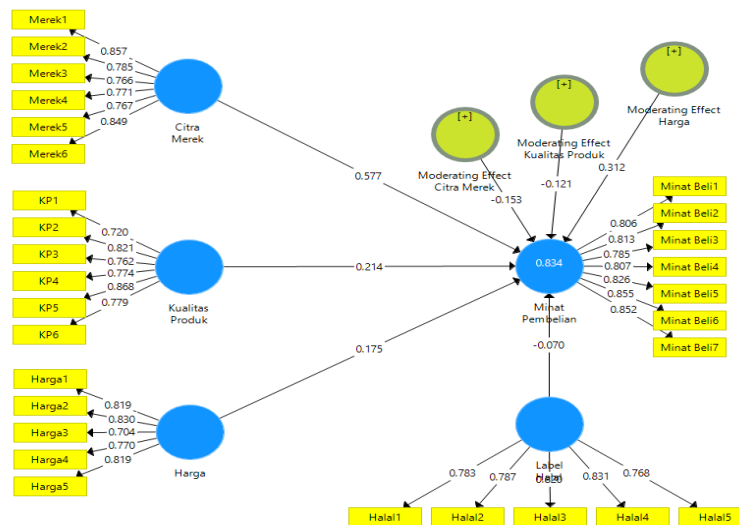 Merek1
Merek2
Merek3
Merek4
Merek5
Merek6
0.857
0.785
0.766
0.771
0.767
0.849
Citra
Merek
[+]
Moderating Effect
Citra Merek
[+]
Moderating Effect
Kualitas Produk
[+]
Moderating Effect
Harga
0.577
-0.153
-0.121
0.312
KP1
KP2
KP3
KP4
KP5
KP6
0.720
0.821
0.762
0.774
0.868
0.779
Kualitas
Produk
0.214
0.834
Minat
Pembelian
0.806
0.813
0.785
0.807
0.826
0.855
0.852
Minat Beli1
Minat Beli2
Minat Beli3
Minat Beli4
Minat Beli5
Minat Beli6
Minat Beli7
0.175
-0.070
Harga1
Harga2
Harga3
Harga4
Harga5
0.819
0.830
0.704
0.770
0.819
Harga
Label
Halal
0.783
0.787
0.820
0.831
0.768
Halal1
Halal2
Halal3
Halal4
Halal5